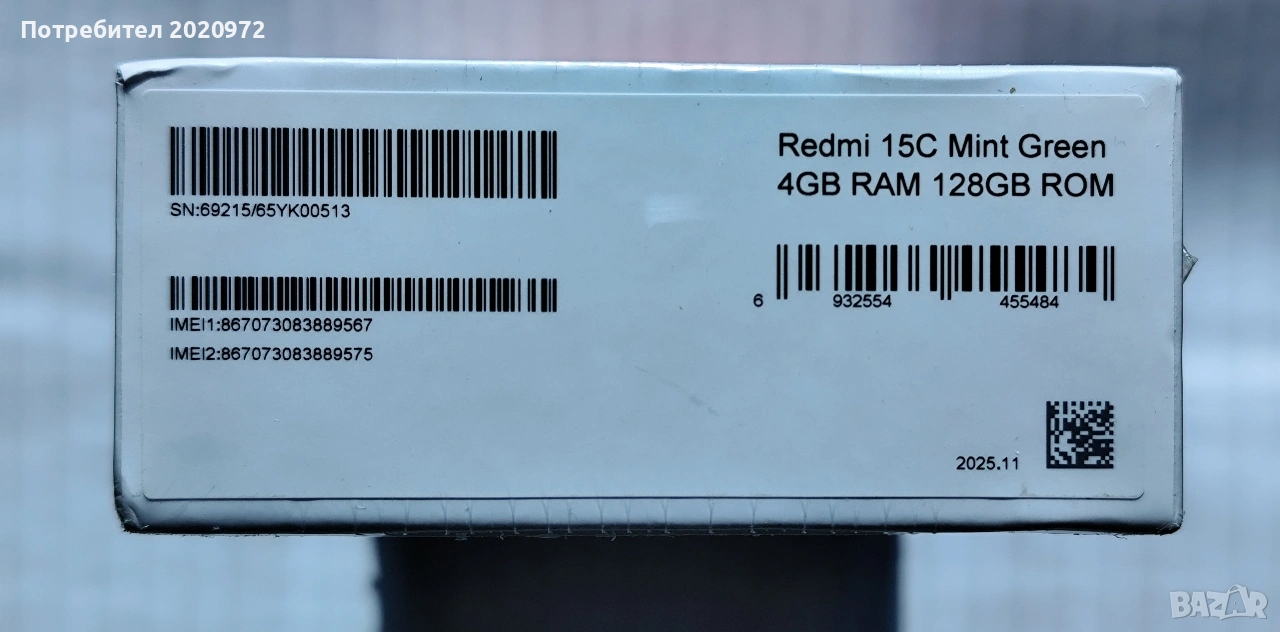 Потребител 2020972
Redmi 15C Mint Green
4GB RAM 128GB ROM
SN:69215/65YK00513
6 932554 455484
IMEI1:867073083889567
IMEI2:867073083889575
2025.11
BAZAR